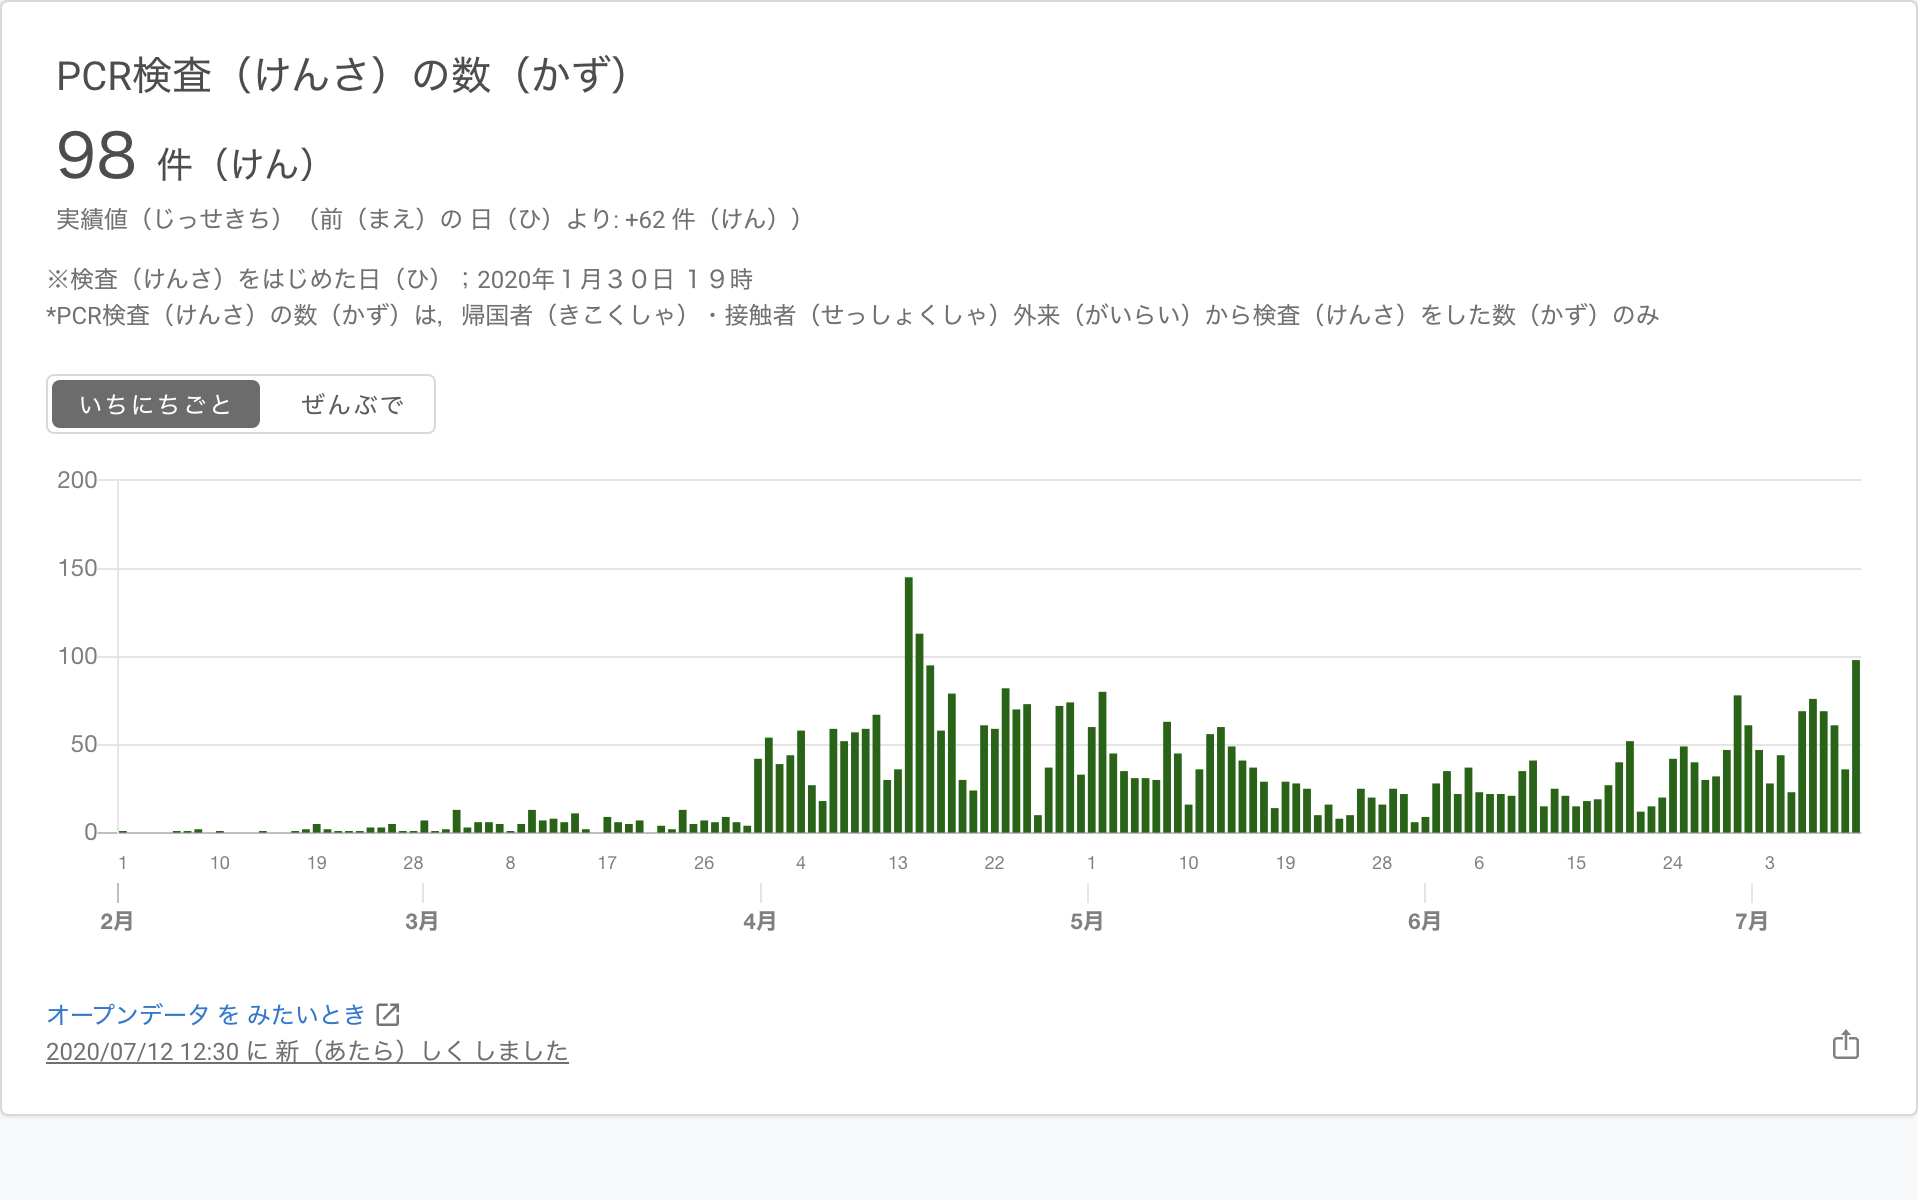 PCR検査（けんさ）の数（かず）
98 件（けん）
実績値（じっせきち）（前（まえ）の 日（ひ）より: +62 件（けん））
※検査（けんさ）をはじめた日（ひ）；2020年１月３０日 １９時
*PCR検査（けんさ）の数（かず）は，帰国者（きこくしゃ）・接触者（せっしょくしゃ）外来（がいらい）から検査（けんさ）をした数（かず）のみ
いちにちごと ぜんぶで
200
150
100
50
0
1 10 19 28 8 17 26 4 13 22 1 10 19 28 6 15 24 3
2月 3月 4月 5月 6月 7月
オープンデータ を みたいとき
2020/07/12 12:30 に 新（あたら）しく しました